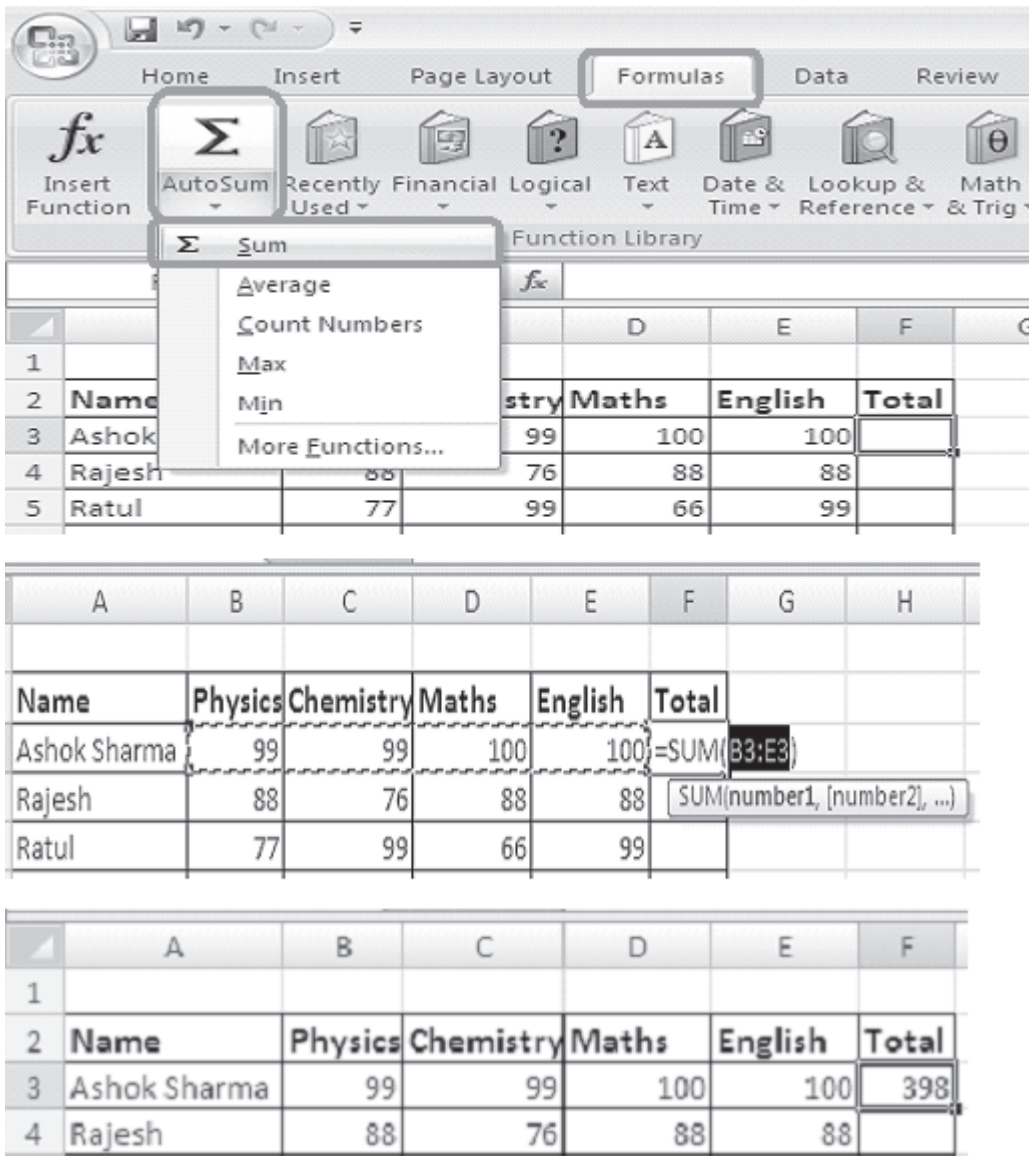 Home Insert Page Layout Formulas Data Review
fx Σ ? A θ
Insert AutoSum Recently Financial Logical Text Date & Lookup & Math
Function Used Time Reference & Trig
Σ Sum Function Library
Average fx
Count Numbers D E F
1 Max
2 Name Min stry Maths English Total
3 Ashok 99 100 100
More Functions...
4 Rajesh 88 76 88 88
5 Ratul 77 99 66 99
A B C D E F G H
Name Physics Chemistry Maths English Total
Ashok Sharma 99 99 100 100 =SUM(B3:E3)
Rajesh 88 76 88 88 SUM(number1, [number2], ...)
Ratul 77 99 66 99
A B C D E F
1
2 Name Physics Chemistry Maths English Total
3 Ashok Sharma 99 99 100 100 398
4 Rajesh 88 76 88 88